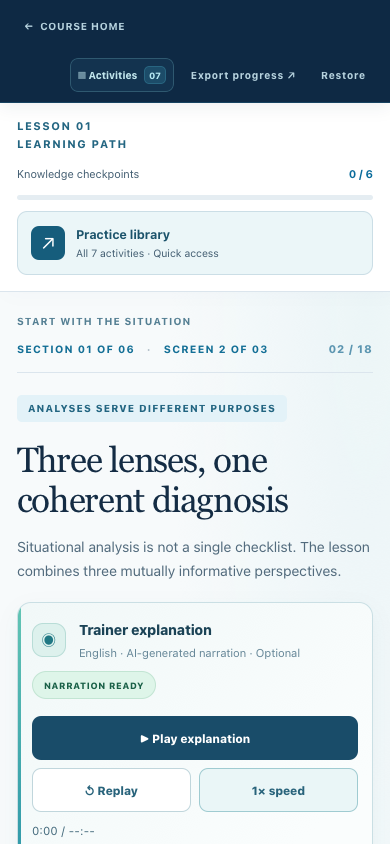 ← COURSE HOME
Activities 07
Export progress ↗
Restore
LESSON 01
LEARNING PATH
Knowledge checkpoints
0 / 6
Practice library
All 7 activities · Quick access
START WITH THE SITUATION
SECTION 01 OF 06 · SCREEN 2 OF 03
02 / 18
ANALYSES SERVE DIFFERENT PURPOSES
Three lenses, one
coherent diagnosis
Situational analysis is not a single checklist. The lesson
combines three mutually informative perspectives.
Trainer explanation
English · AI-generated narration · Optional
NARRATION READY
▶ Play explanation
↺ Replay
1× speed
0:00 / --:--